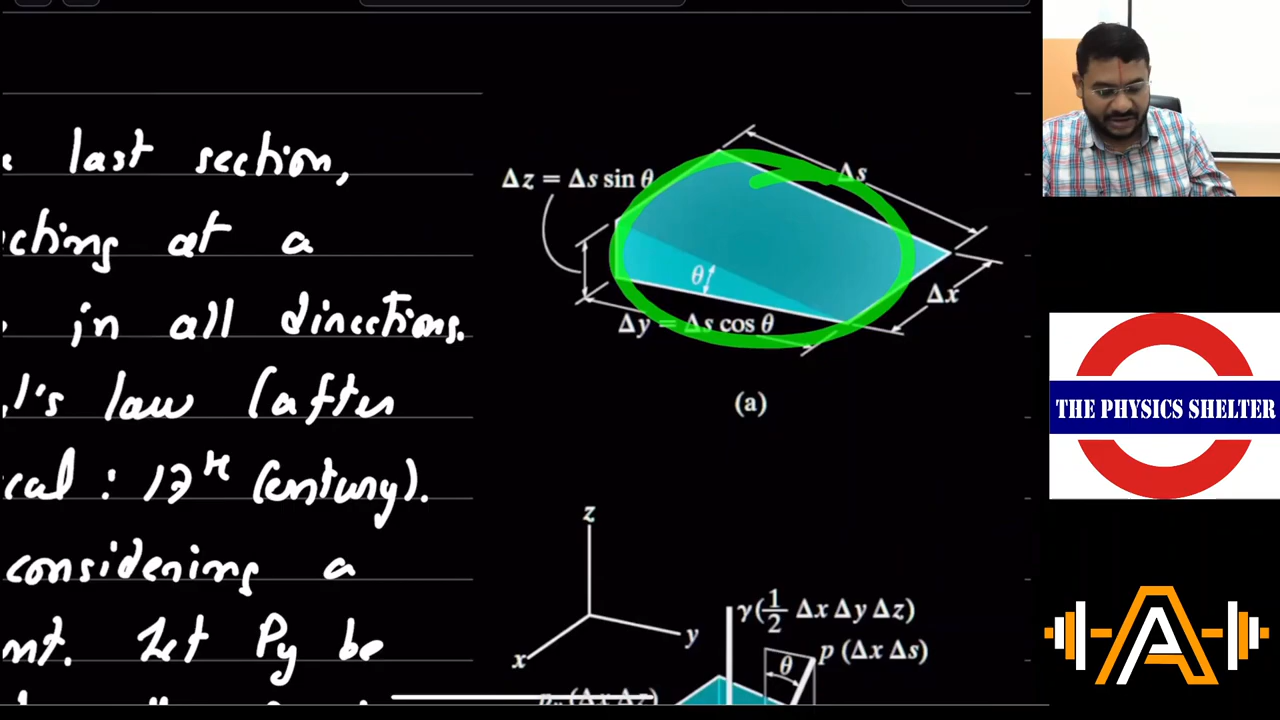 last section,
cting at a
in all directions.
l's law (after
cal : 17th Century).
considering a
nt. Let Py be
Δz = Δs sin θ
Δs
θ
Δx
Δy = Δs cos θ
(a)
z
y
x
γ(1/2 Δx Δy Δz)
p (Δx Δs)
θ
THE PHYSICS SHELTER